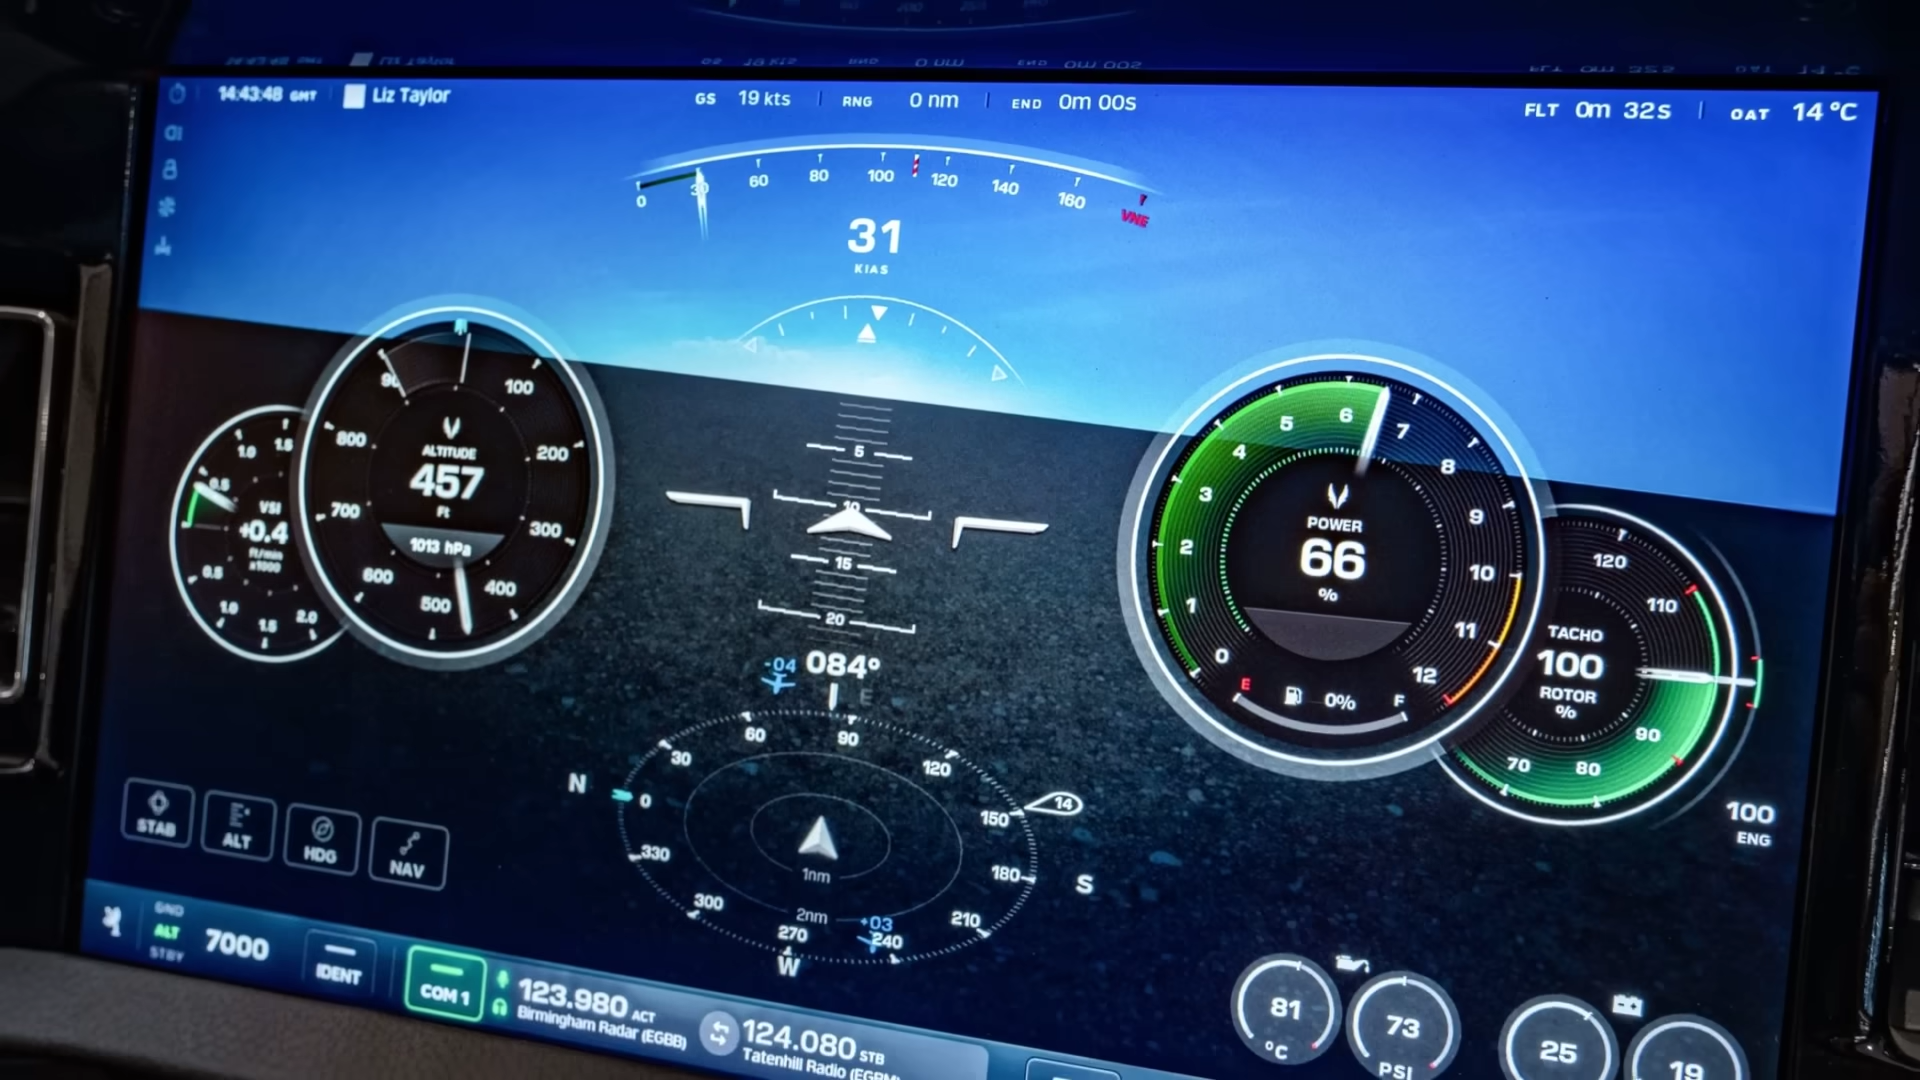 14:43:48 GMT Liz Taylor
GS 19 kts RNG 0 nm END 0m 00s
FLT 0m 32s OAT 14 °C
0 30 60 80 100 120 140 160 VNE
31
KIAS
1.0 1.5
0.5
VSI
+0.4
ft/min
x1000
0.5
1.0 1.5 2.0
100
800 200
ALTITUDE
457
Ft
700 300
1013 hPa
600 400
500
5
10
15
20
-04 084°
E
60 90
30 120
N 0 14
150
330 180 S
1nm
300 210
2nm +03
270 240
W
5 6 7
4 8
3 9
POWER
66
%
2 10
1 11
0 12
E 0% F
120
110
TACHO
100
ROTOR
%
90
70 80
100
ENG
STAB ALT HDG NAV
GND
ALT
STBY
7000
IDENT
COM 1
123.980 ACT
Birmingham Radar (EGBB)
124.080 STB
Tatenhill Radio (EGBM)
81
°C
73
PSI
25
19